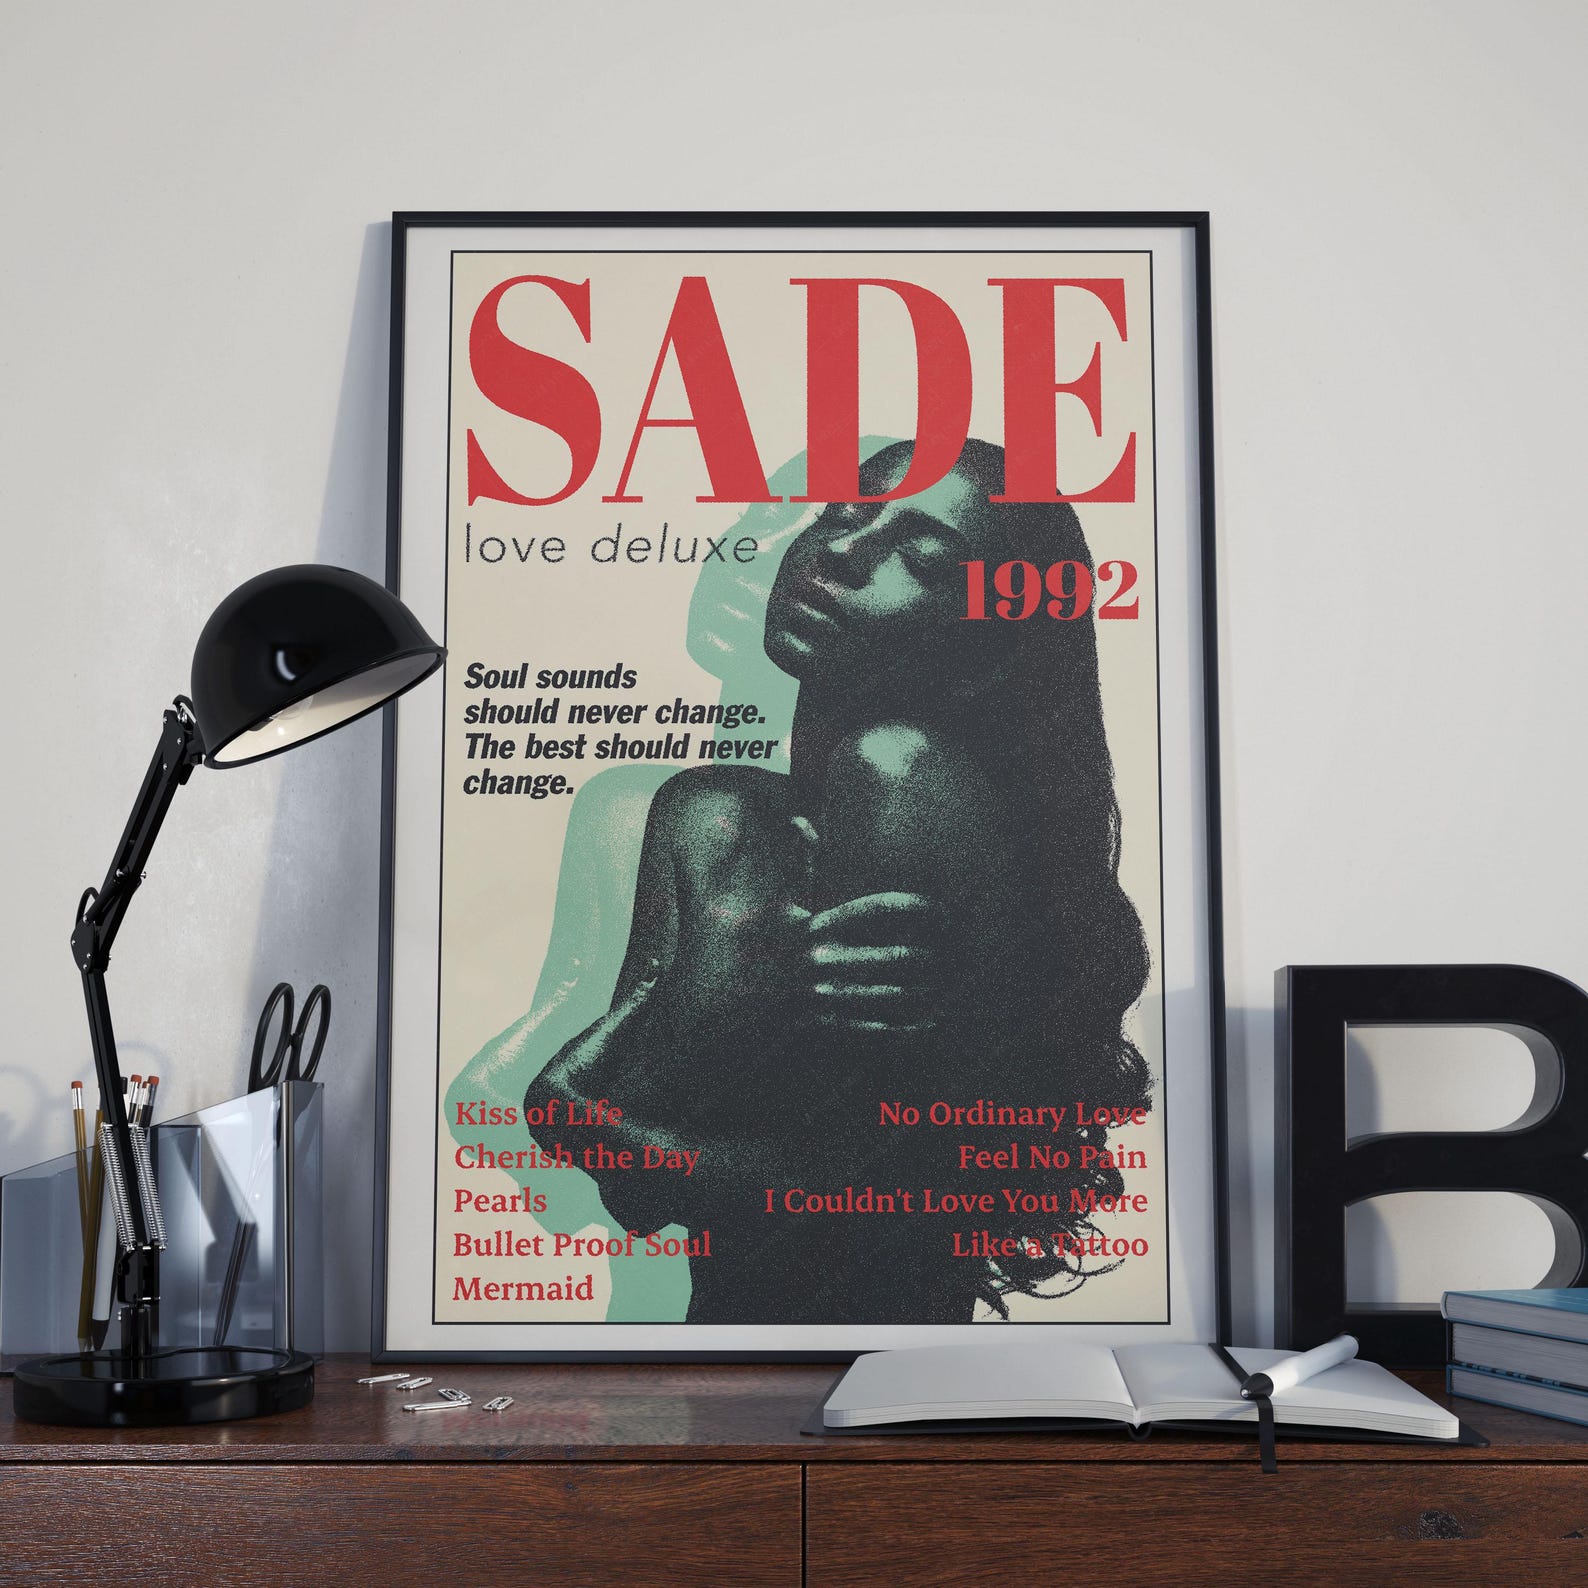 SADE
love deluxe
1992
Soul sounds
should never change.
The best should never
change.
Kiss of Life
Cherish the Day
Pearls
Bullet Proof Soul
Mermaid
No Ordinary Love
Feel No Pain
I Couldn't Love You More
Like a Tattoo
B